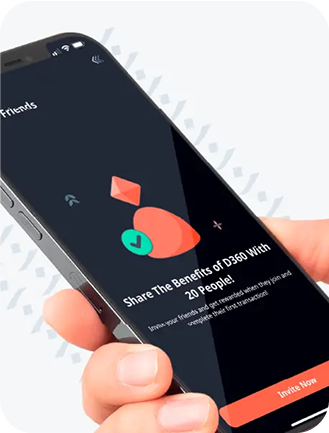 Friends
Share The Benefits of D360 With
20 People!
Invite your friends and get rewarded when they join and
complete their first transaction!
Invite Now